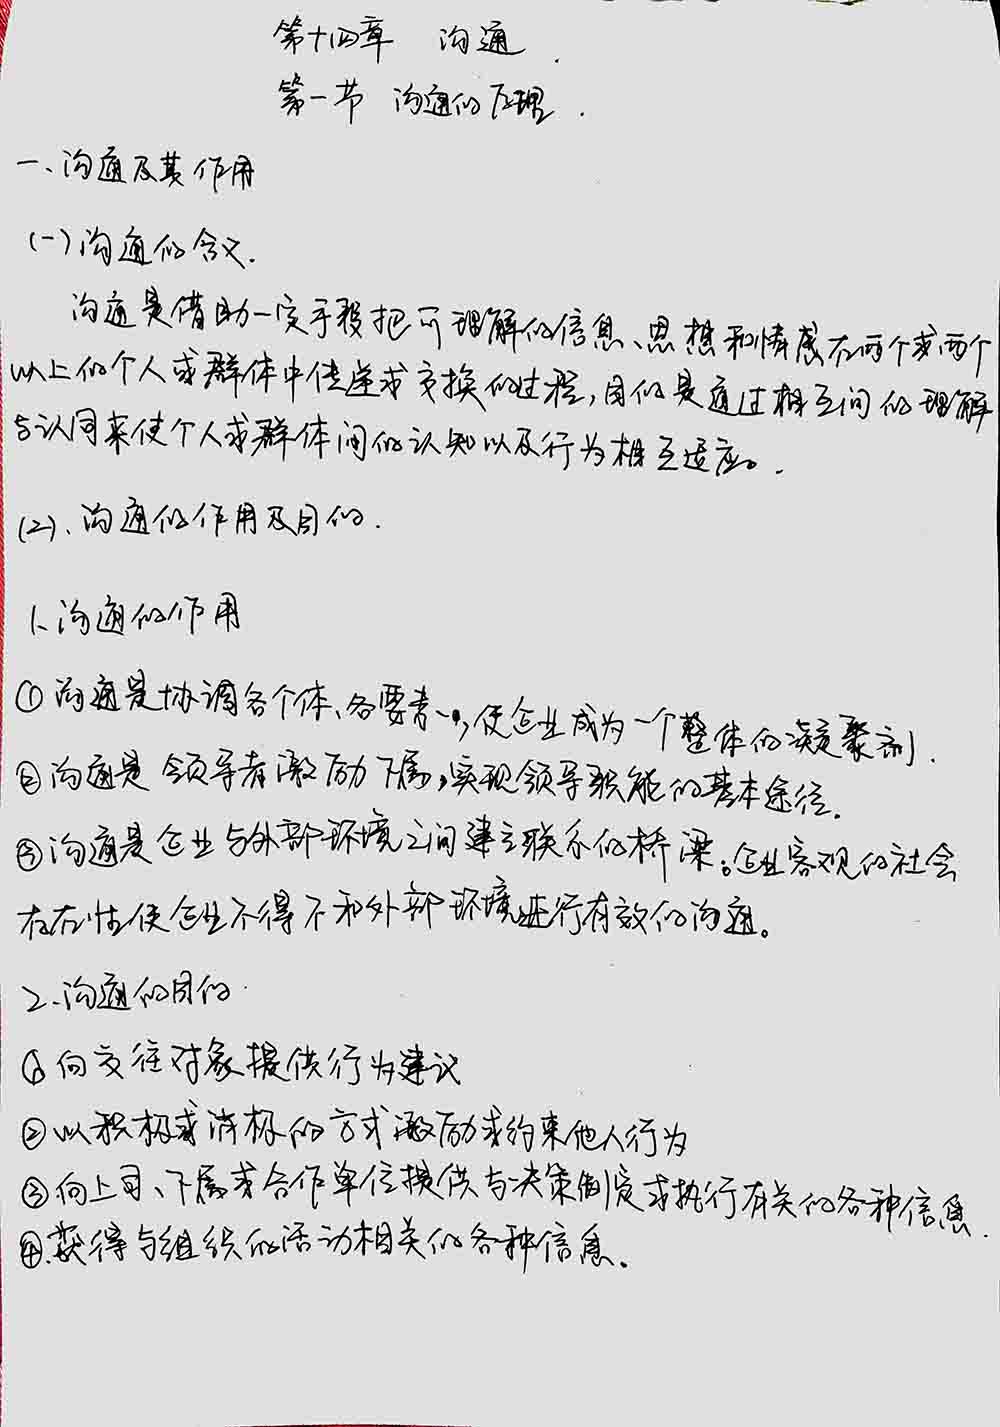 第十四章 沟通.
第一节 沟通的原理.
一、沟通及其作用
(一)沟通的含义.
沟通是借助一定手段把可理解的信息、思想和情感在两个或两个
以上的个人或群体中传递或交换的过程,目的是通过相互间的理解
与认同来使个人或群体间的认知以及行为相互适应。.
(2)、沟通的作用及目的.
1、沟通的作用
①沟通是协调各个体、各要素,使企业成为一个整体的凝聚剂.
②沟通是领导者激励下属,实现领导职能的基本途径.
③沟通是企业与外部环境之间建立联系的桥梁。企业客观的社会
存在性使企业不得不和外部环境进行有效的沟通。
2、沟通的目的.
①向交往对象提供行为建议
②以积极或消极的方式激励或约束他人行为
③向上司、下属或合作单位提供与决策制定或执行有关的各种信息.
④获得与组织的活动相关的各种信息。